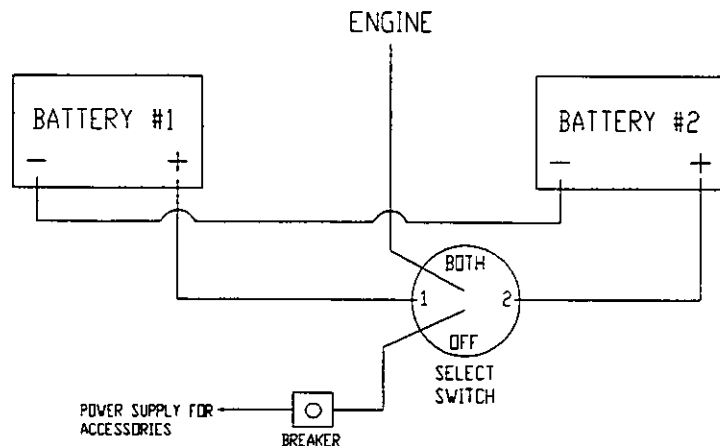 ENGINE
BATTERY #1
BATTERY #2
- +
- +
BOTH
1 2
OFF
SELECT
SWITCH
POWER SUPPLY FOR
ACCESSORIES
BREAKER